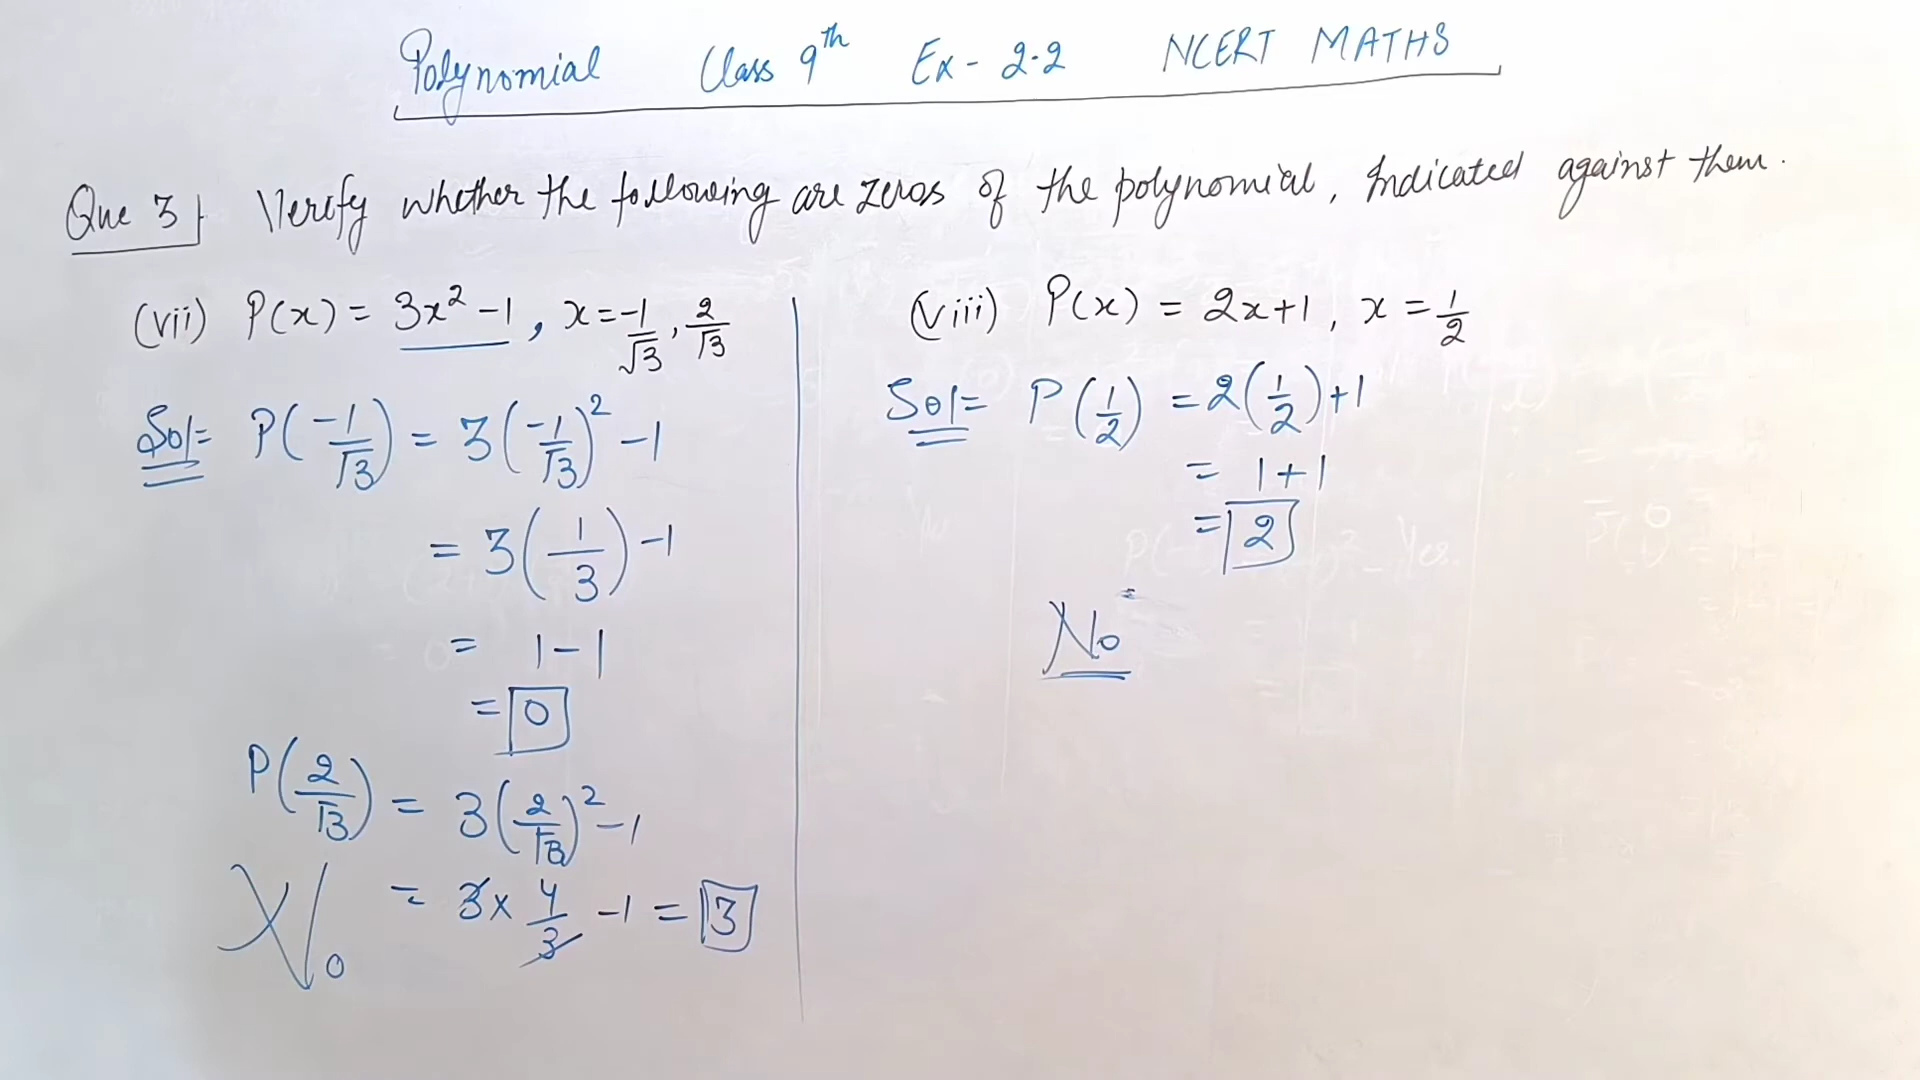 Polynomial Class 9th Ex - 2.2 NCERT MATHS
Que 3) Verify whether the following are zeros of the polynomial, Indicated against them.
(vii) P(x) = 3x² - 1, x = -1/√3, 2/√3
Sol= P(-1/√3) = 3(-1/√3)² - 1
= 3(1/3) - 1
= 1 - 1
= 0
P(2/√3) = 3(2/√3)² - 1
= 3 x 4/3 - 1 = 3
No
(viii) P(x) = 2x+1, x = 1/2
Sol= P(1/2) = 2(1/2)+1
= 1+1
= 2
No